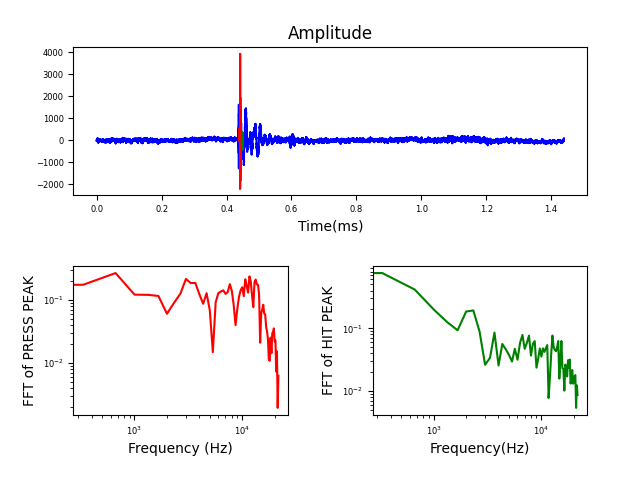 Amplitude
4000
3000
2000
1000
0
−1000
−2000
0.0 0.2 0.4 0.6 0.8 1.0 1.2 1.4
Time(ms)
FFT of PRESS PEAK
10⁻¹
10⁻²
10³ 10⁴
Frequency (Hz)
FFT of HIT PEAK
10⁻¹
10⁻²
10³ 10⁴
Frequency(Hz)